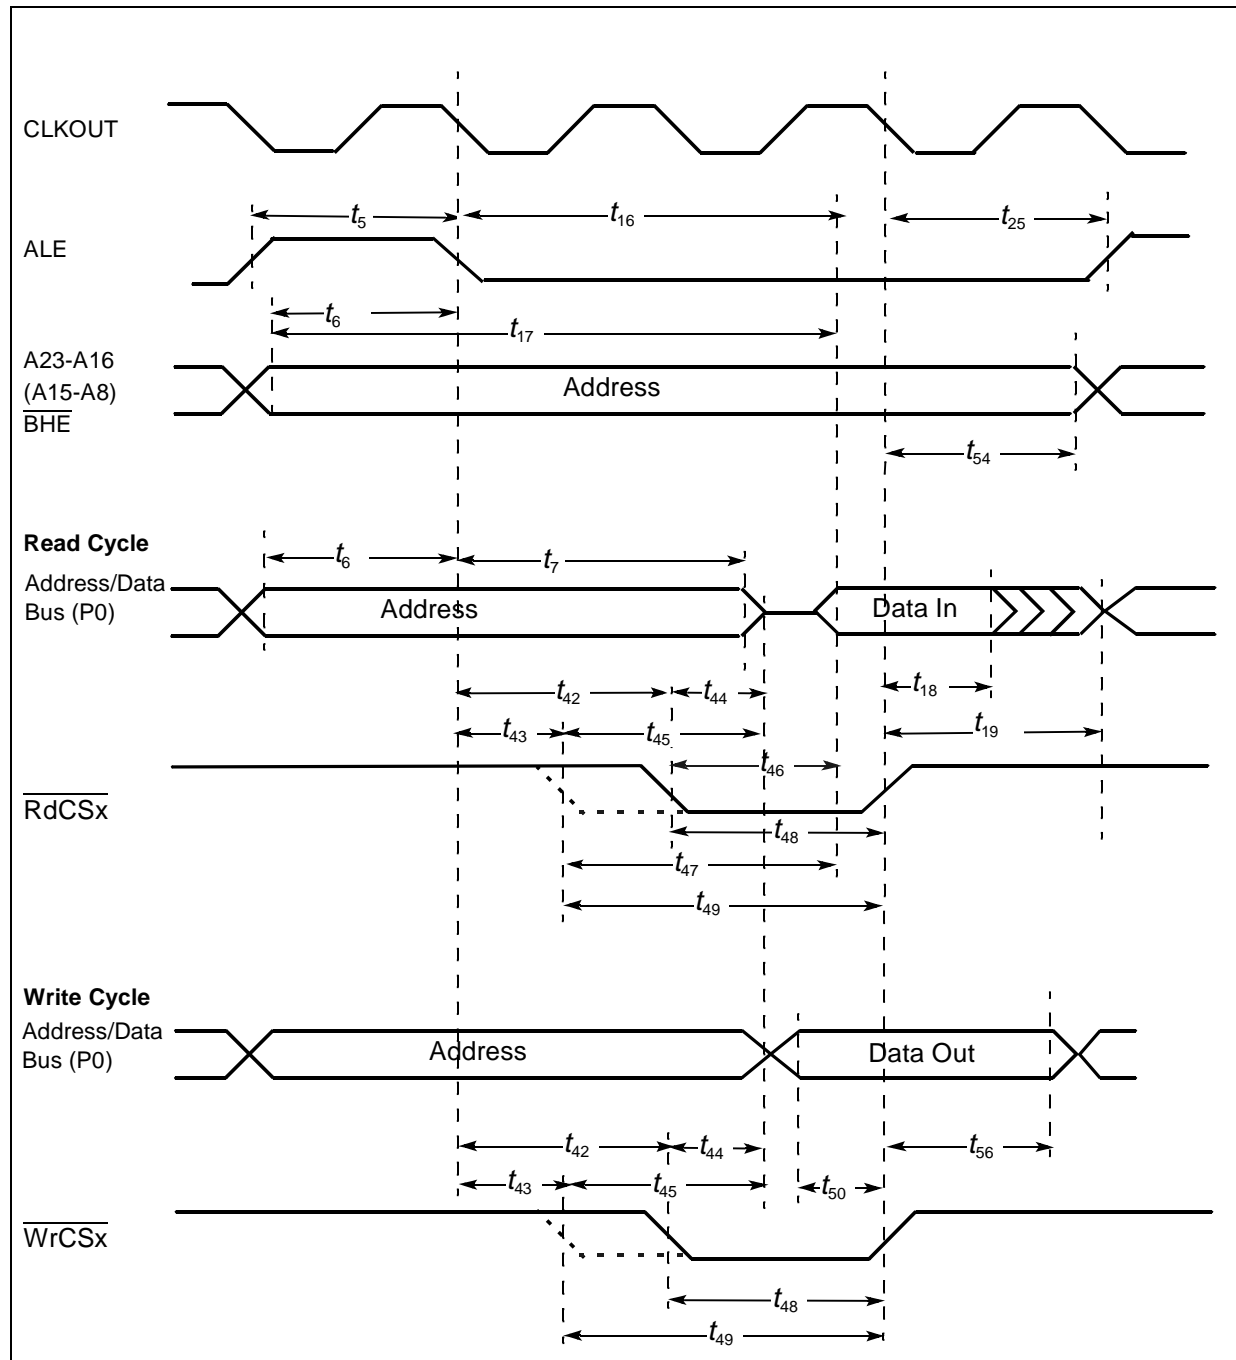 CLKOUT
t5 t16 t25
ALE
t6
t17
A23-A16
(A15-A8)
BHE
Address
t54
Read Cycle
t6 t7
Address/Data
Bus (P0)
Address
Data In
t42 t44 t18
t43 t45 t19
t46
RdCSx
t48
t47
t49
Write Cycle
Address/Data
Bus (P0)
Address
Data Out
t42 t44 t56
t43 t45 t50
WrCSx
t48
t49